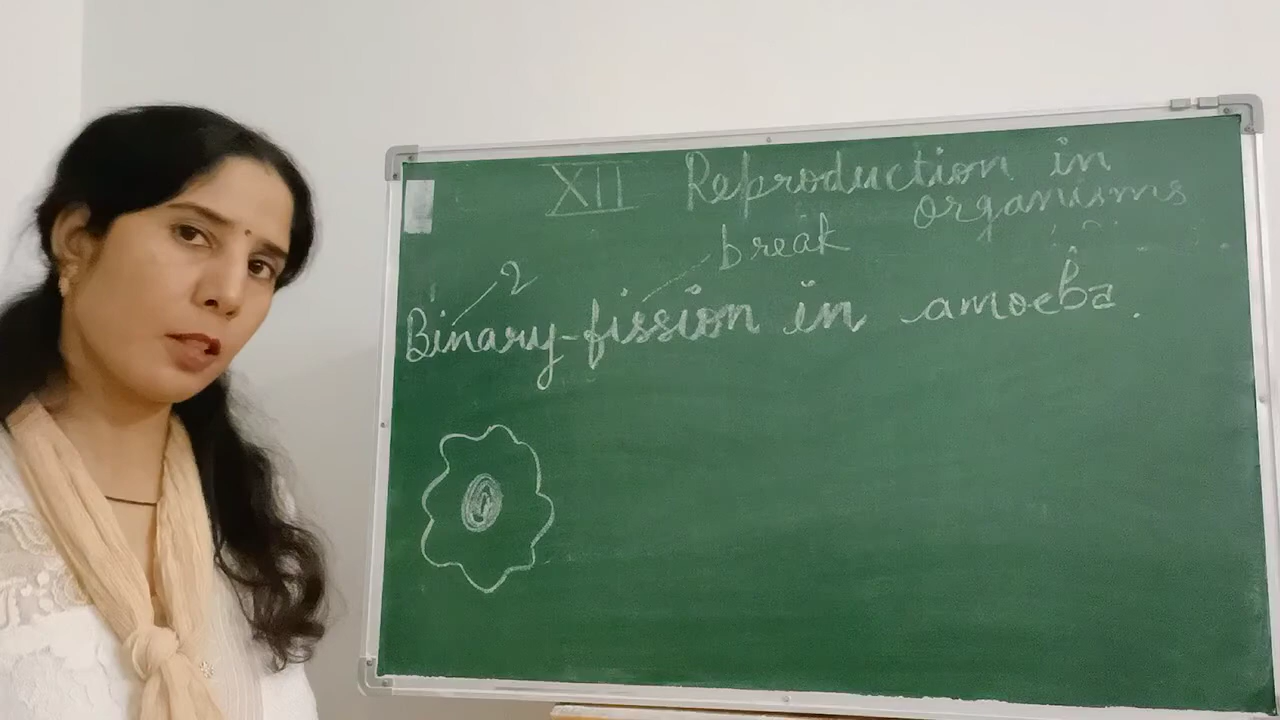 XII Reproduction in
organisms
break
2
Binary-fission in amoeba.